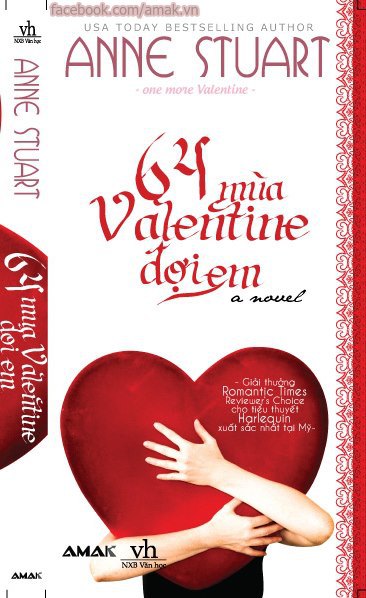 facebook.com/amak.vn
vh
NXB Văn học
ANNE STUART
64 mùa Valentine
đợi em
AMAK
USA TODAY BESTSELLING AUTHOR
ANNE STUART
- one more Valentine -
64 mùa
Valentine
đợi em
a novel
- Giải thưởng
Romantic Times
Reviewer's Choice
cho tiểu thuyết
Harlequin
xuất sắc nhất tại Mỹ-
AMAK
vh
NXB Văn học